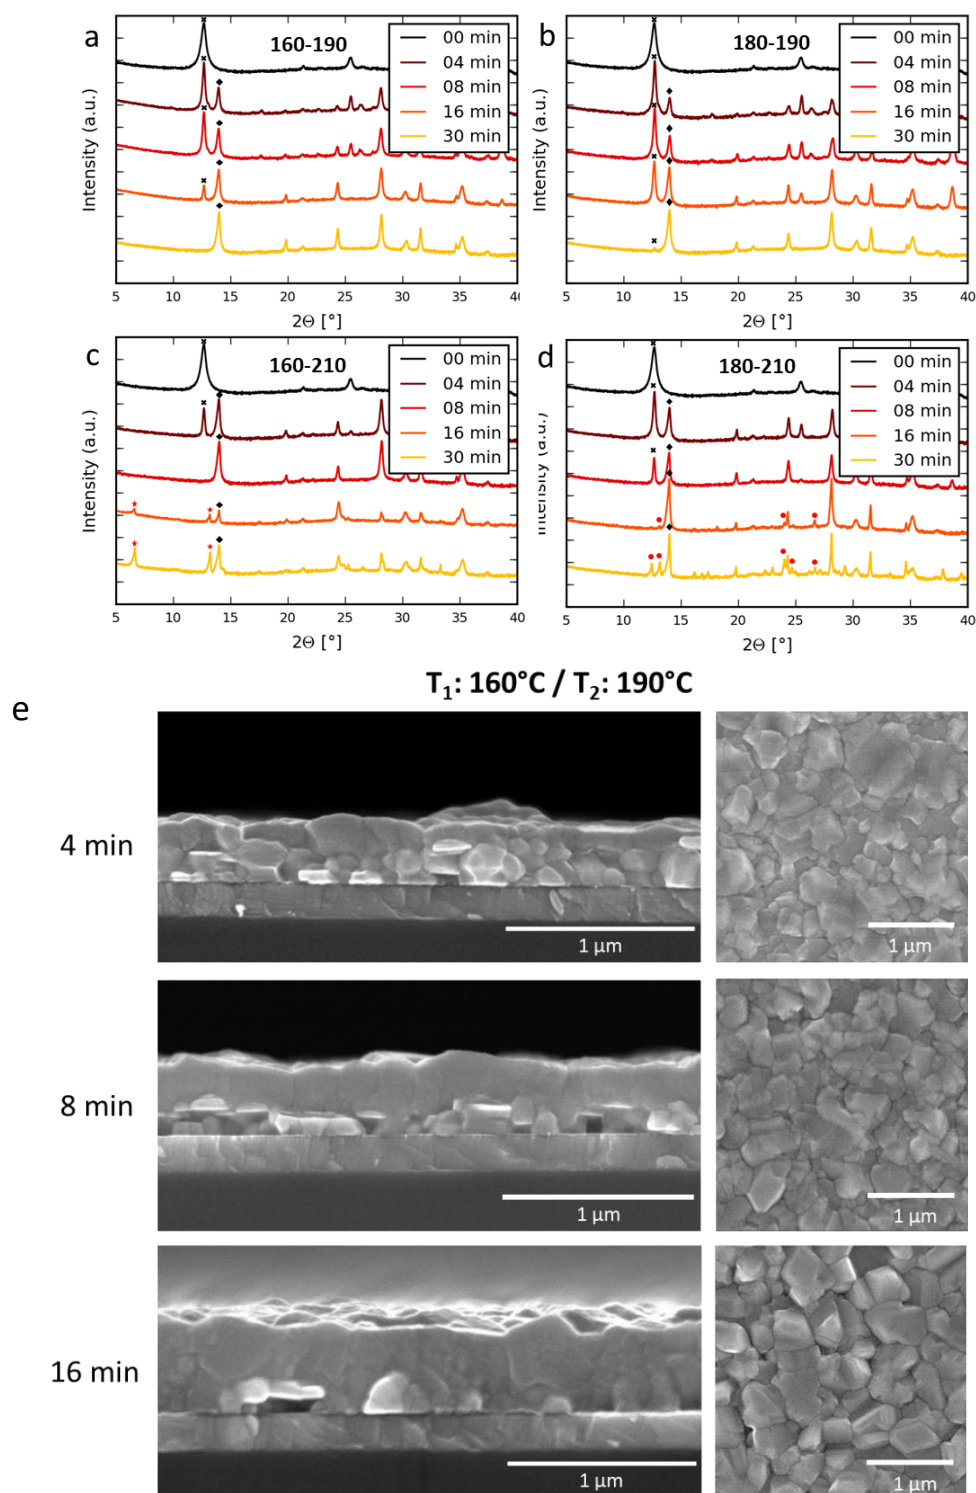 a
160-190
00 min
04 min
08 min
16 min
30 min
Intensity (a.u.)
5 10 15 20 25 30 35
2Θ [°]
b
180-190
00 min
04 min
08 min
16 min
30 min
Intensity (a.u.)
5 10 15 20 25 30 35 40
2Θ [°]
c
160-210
00 min
04 min
08 min
16 min
30 min
Intensity (a.u.)
5 10 15 20 25 30 35 40
2Θ [°]
d
180-210
00 min
04 min
08 min
16 min
30 min
5 10 15 20 25 30 35 40
2Θ [°]
T1: 160°C / T2: 190°C
e
4 min
1 µm
1 µm
8 min
1 µm
1 µm
16 min
1 µm
1 µm